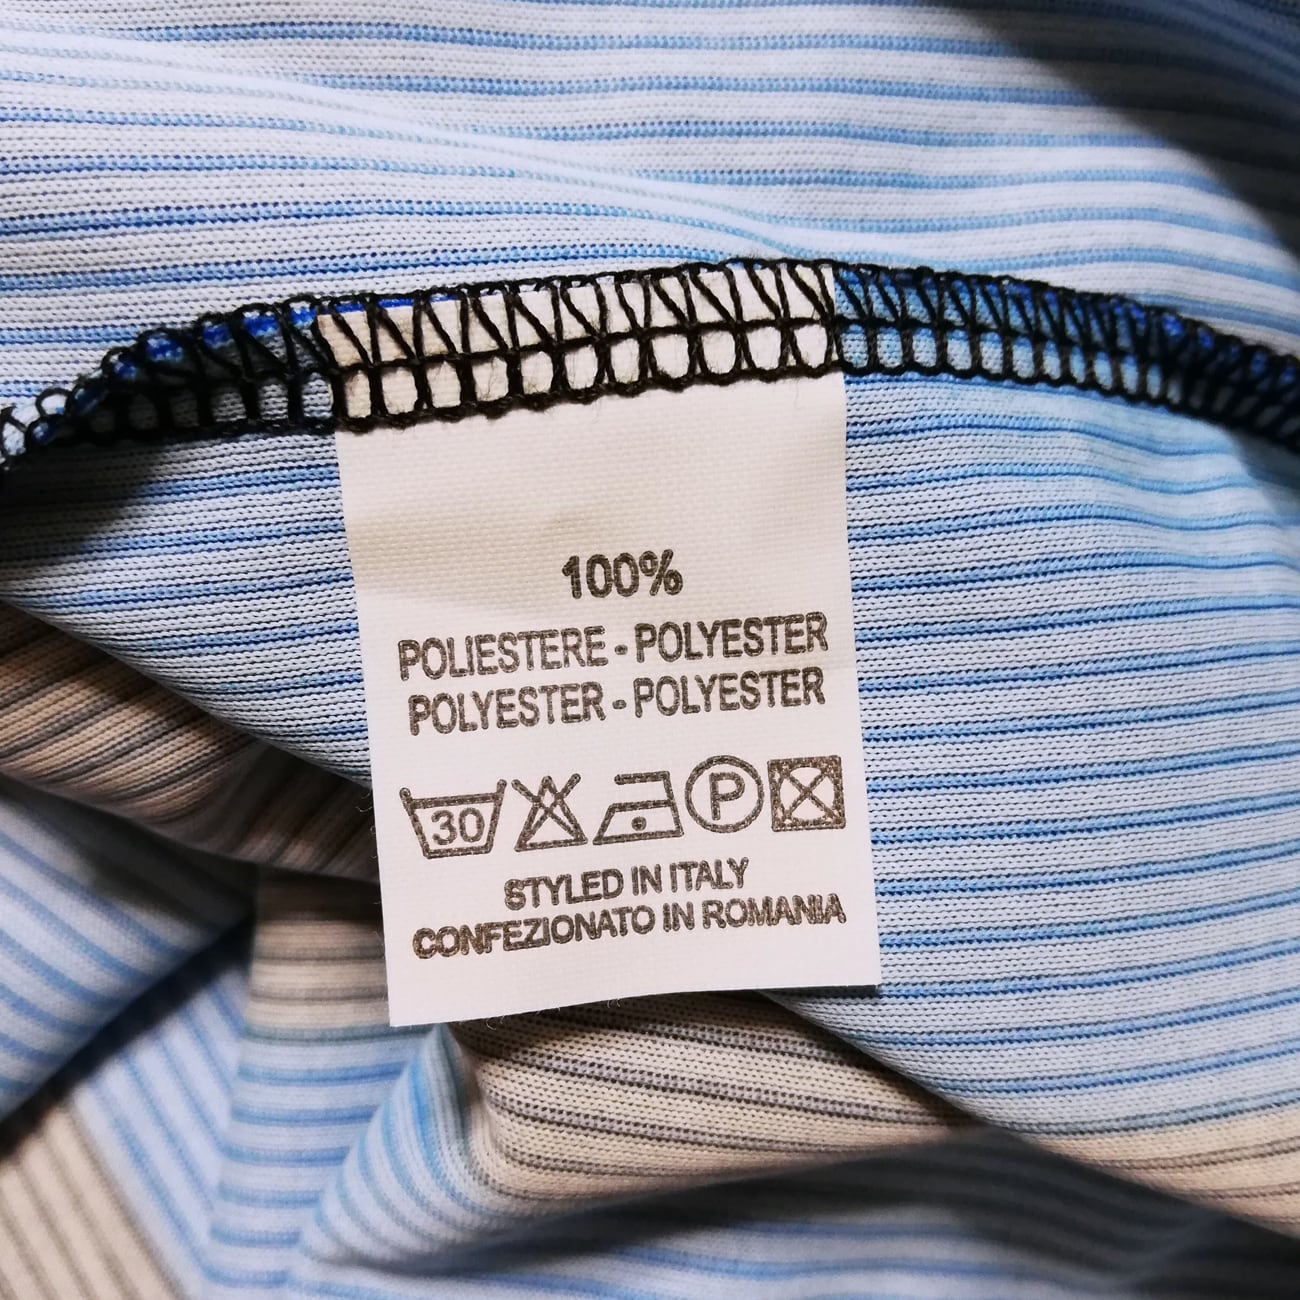 100%
POLIESTERE - POLYESTER
POLYESTER - POLYESTER
30 P
STYLED IN ITALY
CONFEZIONATO IN ROMANIA